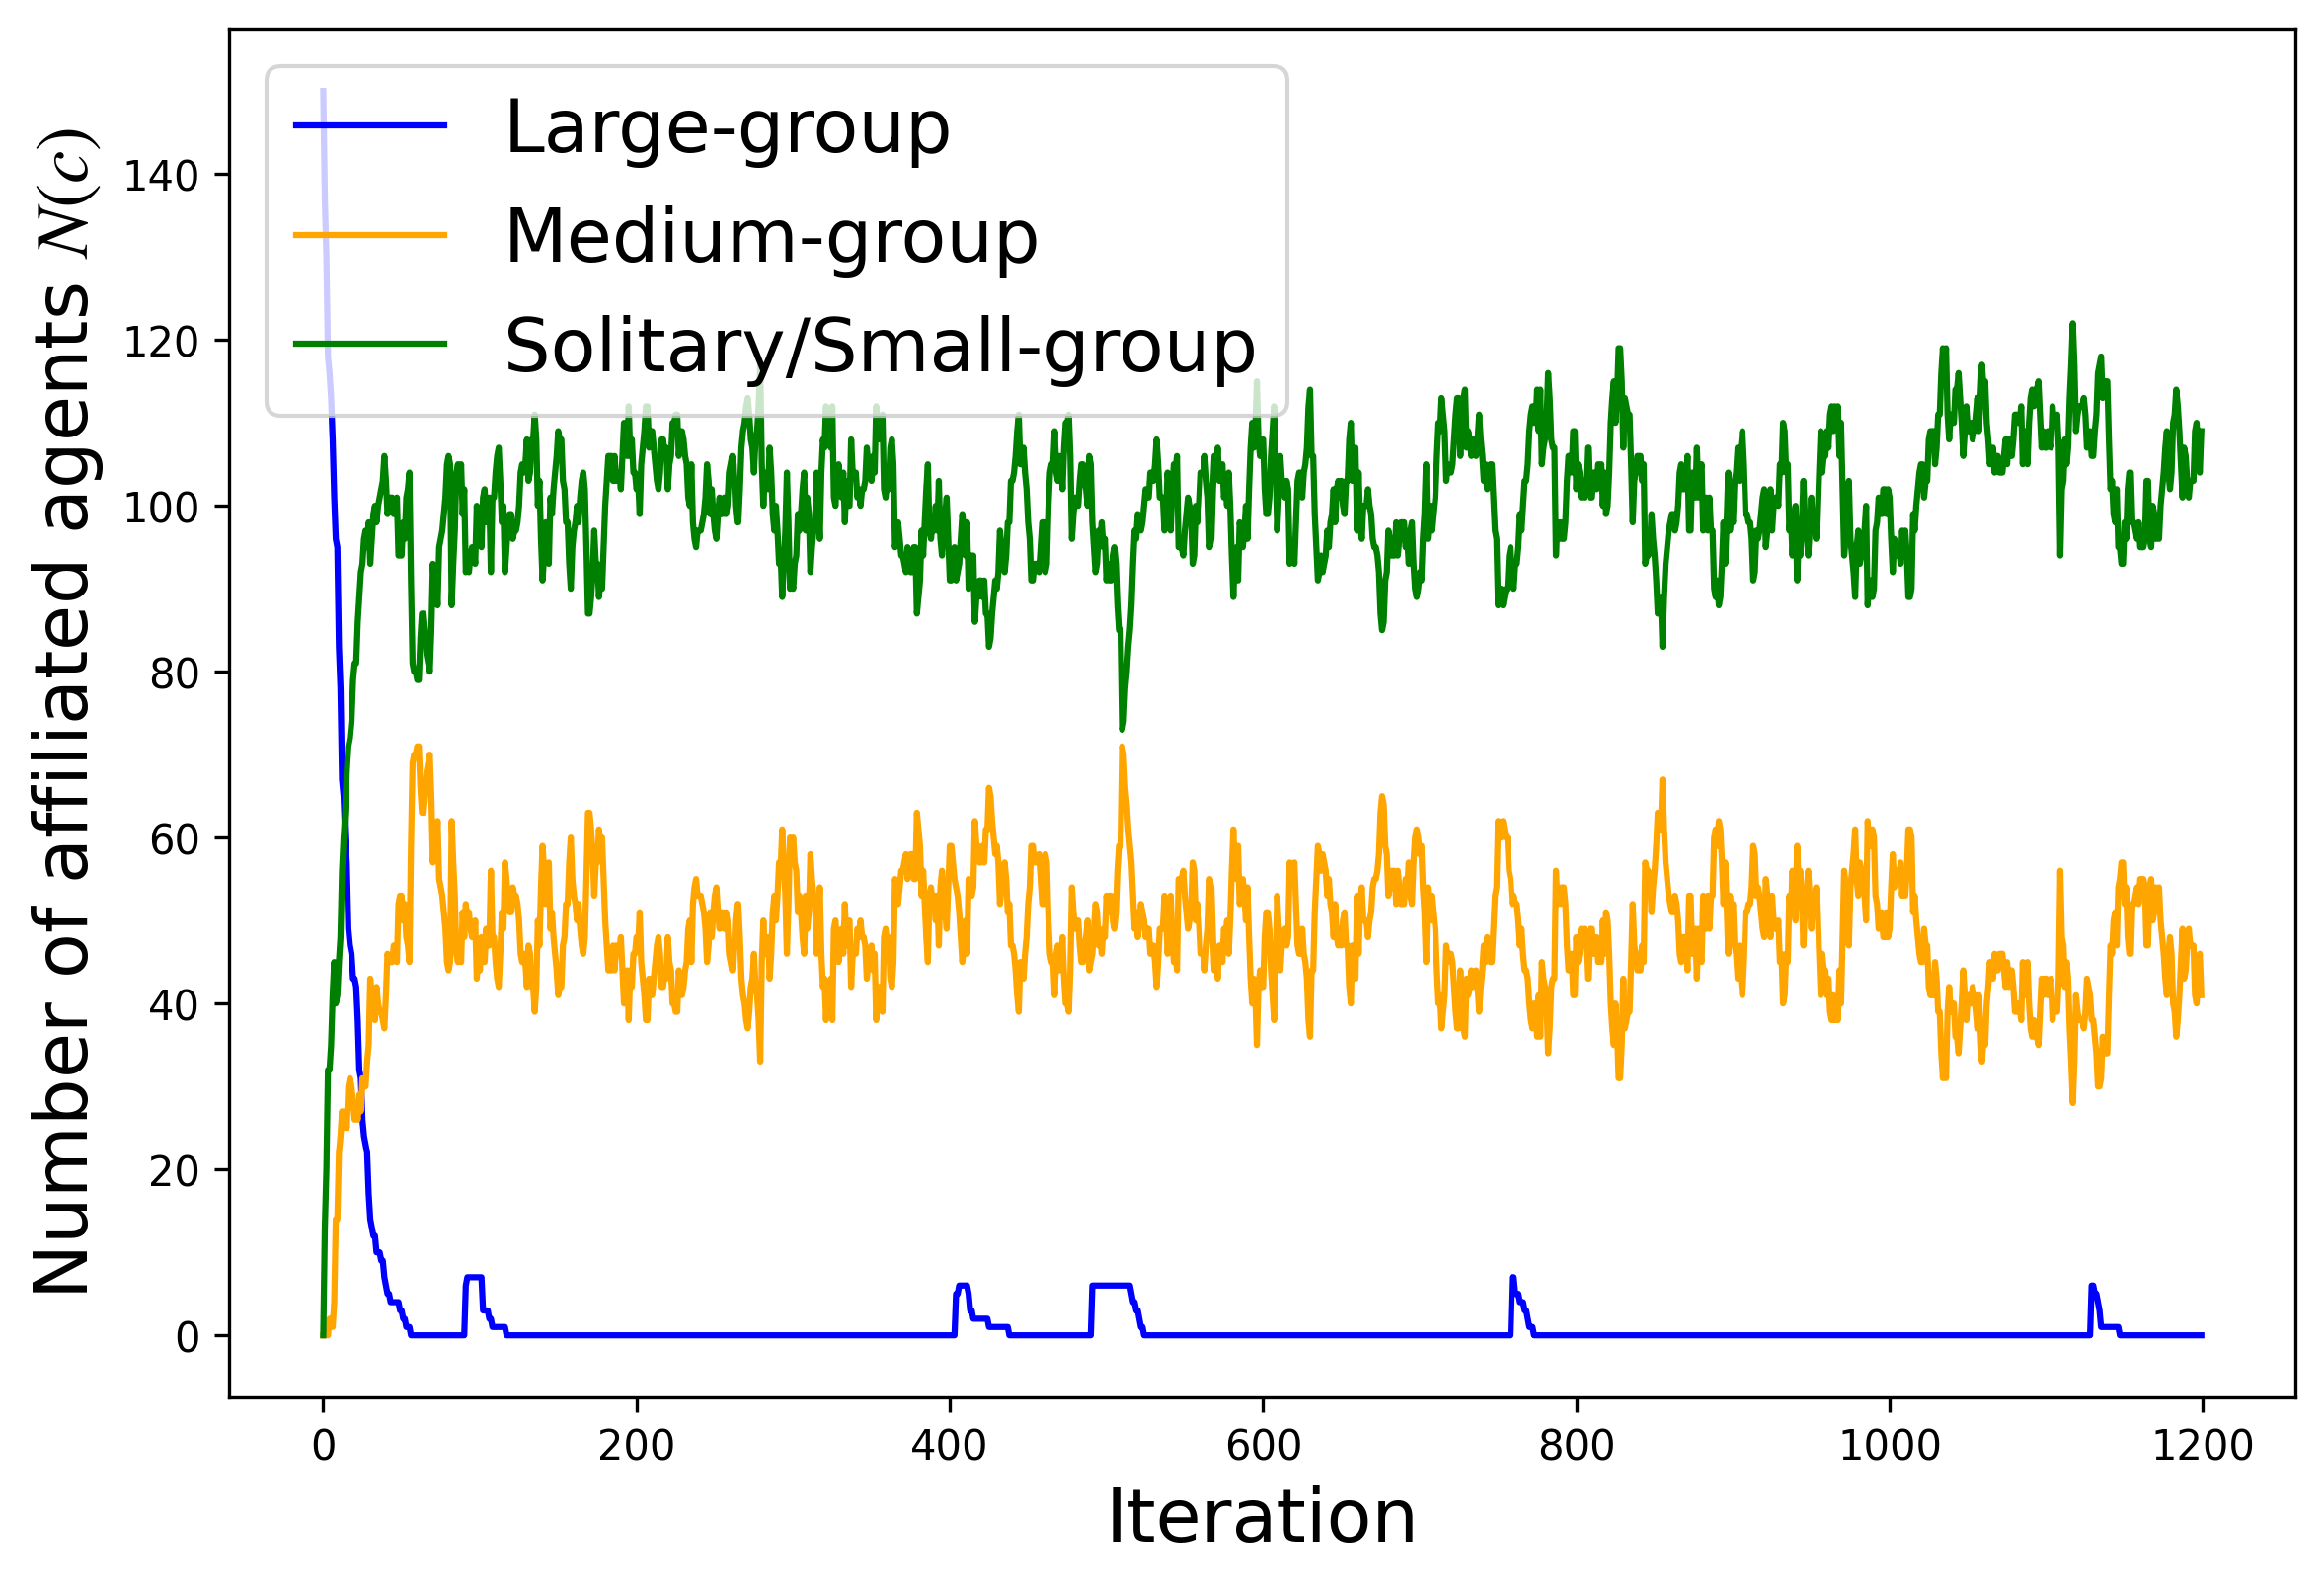 Number of affiliated agents N(c)
140
120
100
80
60
40
20
0
Large-group
Medium-group
Solitary/Small-group
0 200 400 600 800 1000 1200
Iteration